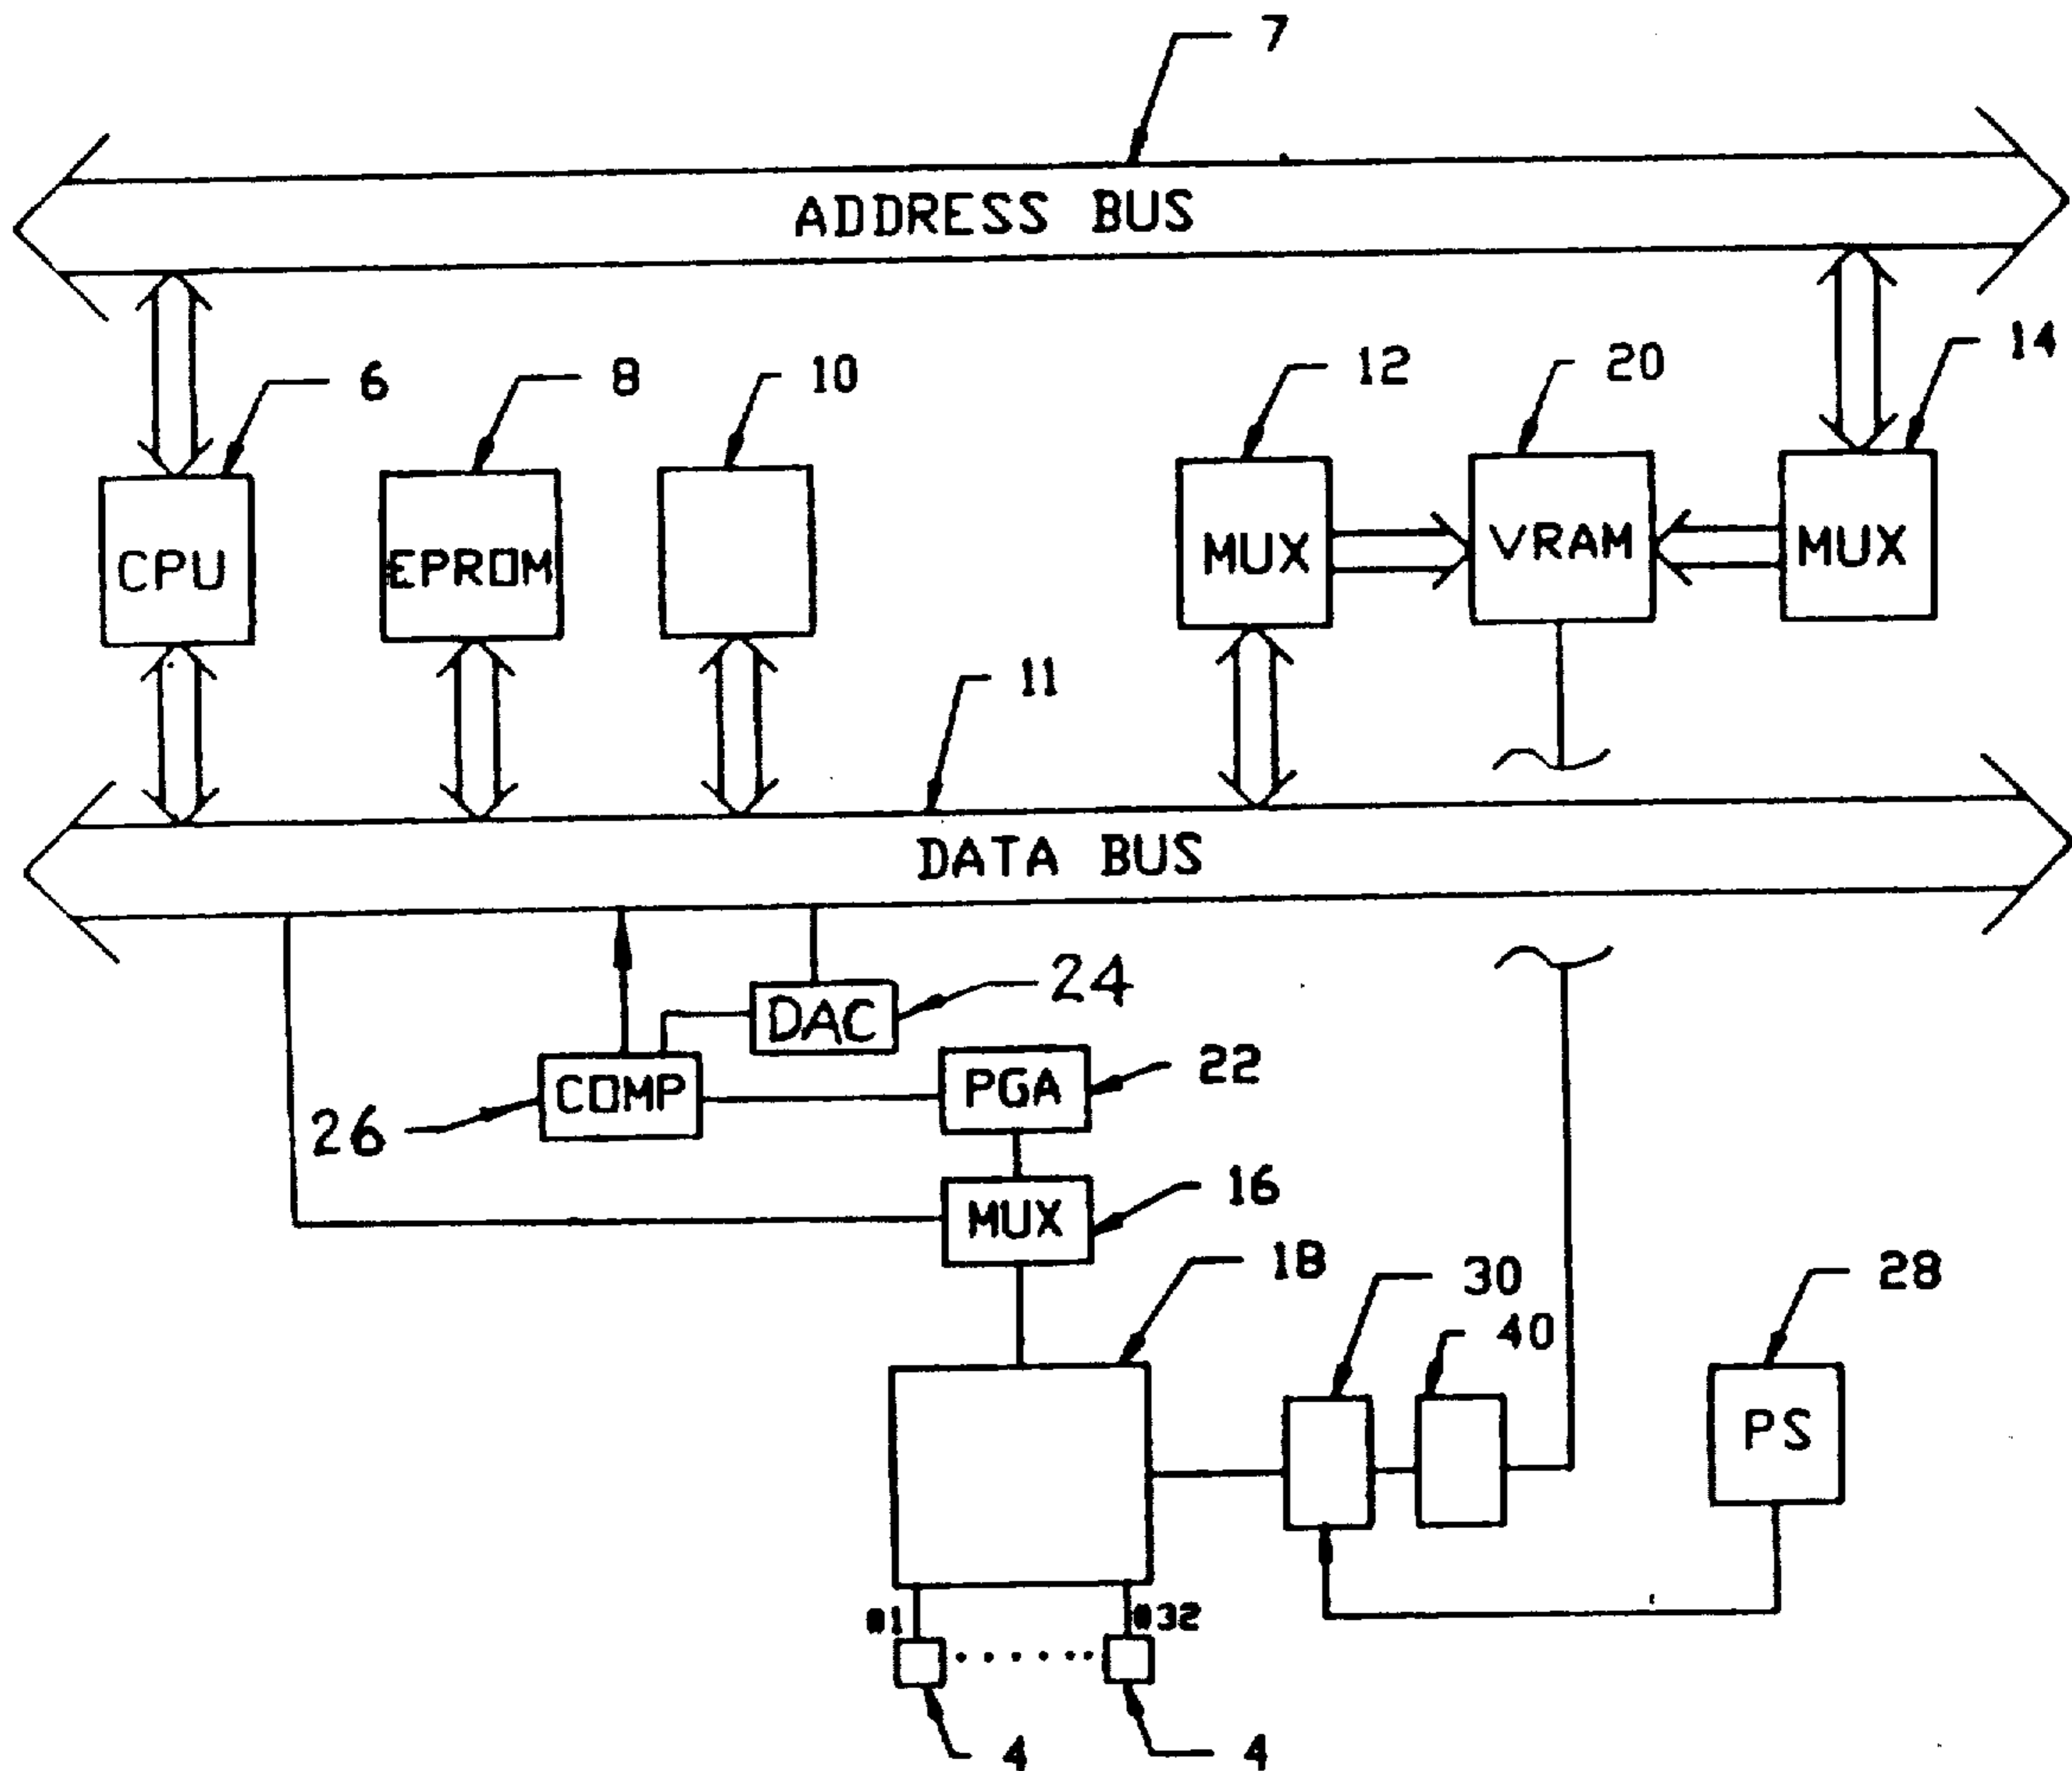 7
ADDRESS BUS
6
8
10
12
20
14
CPU
EPROM
MUX
VRAM
MUX
11
DATA BUS
DAC
24
COMP
PGA
22
26
MUX
16
18
30
40
28
PS
01
032
4
4